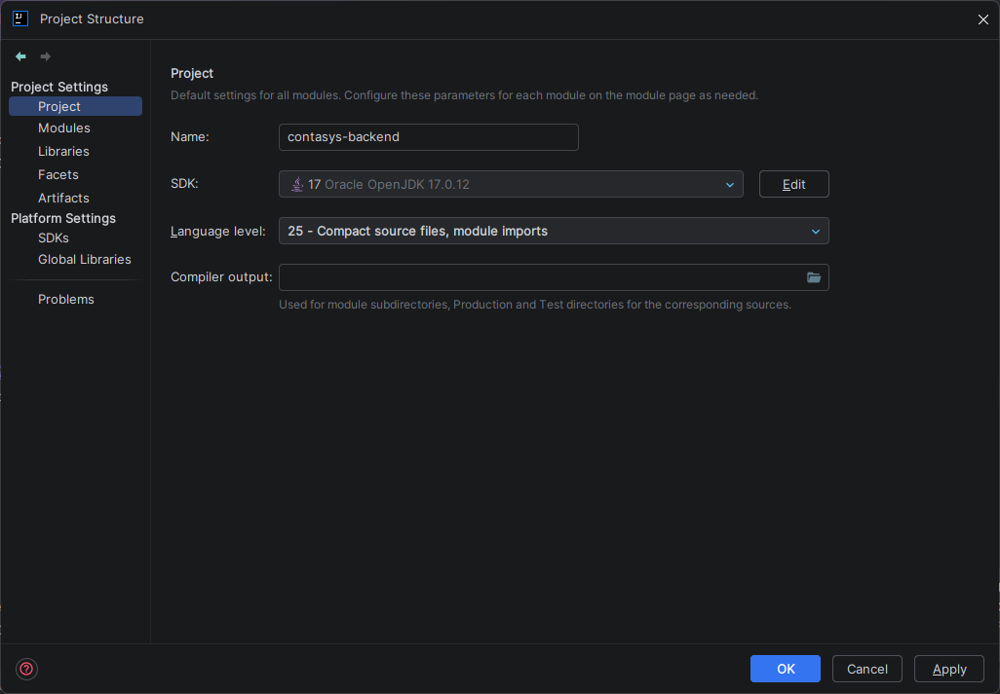 Project Structure
Project Settings
Project
Modules
Libraries
Facets
Artifacts
Platform Settings
SDKs
Global Libraries
Problems
Project
Default settings for all modules. Configure these parameters for each module on the module page as needed.
Name: contasys-backend
SDK: 17 Oracle OpenJDK 17.0.12 Edit
Language level: 25 - Compact source files, module imports
Compiler output:
Used for module subdirectories, Production and Test directories for the corresponding sources.
? OK Cancel Apply